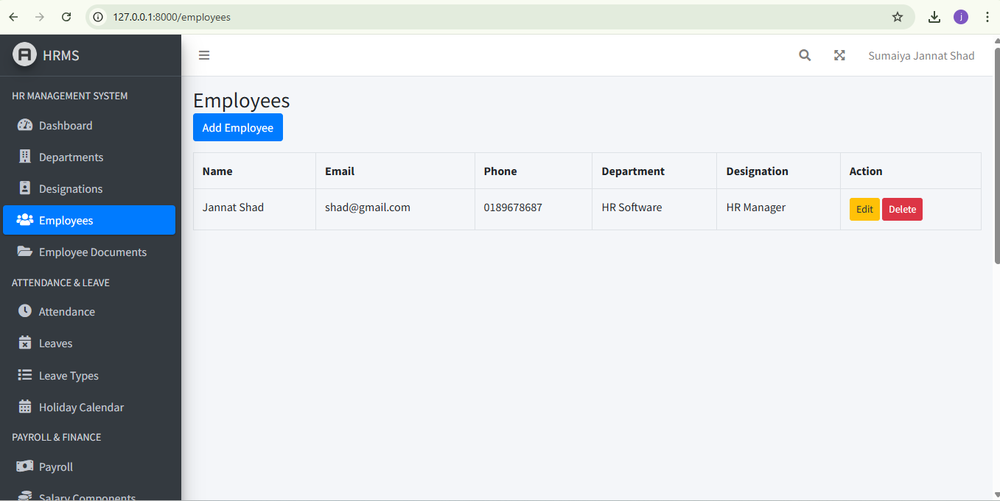 127.0.0.1:8000/employees
j
HRMS
Sumaiya Jannat Shad
HR MANAGEMENT SYSTEM
Dashboard
Departments
Designations
Employees
Employee Documents
ATTENDANCE & LEAVE
Attendance
Leaves
Leave Types
Holiday Calendar
PAYROLL & FINANCE
Payroll
Salary Components
Employees
Add Employee
Name Email Phone Department Designation Action
Jannat Shad shad@gmail.com 0189678687 HR Software HR Manager Edit Delete